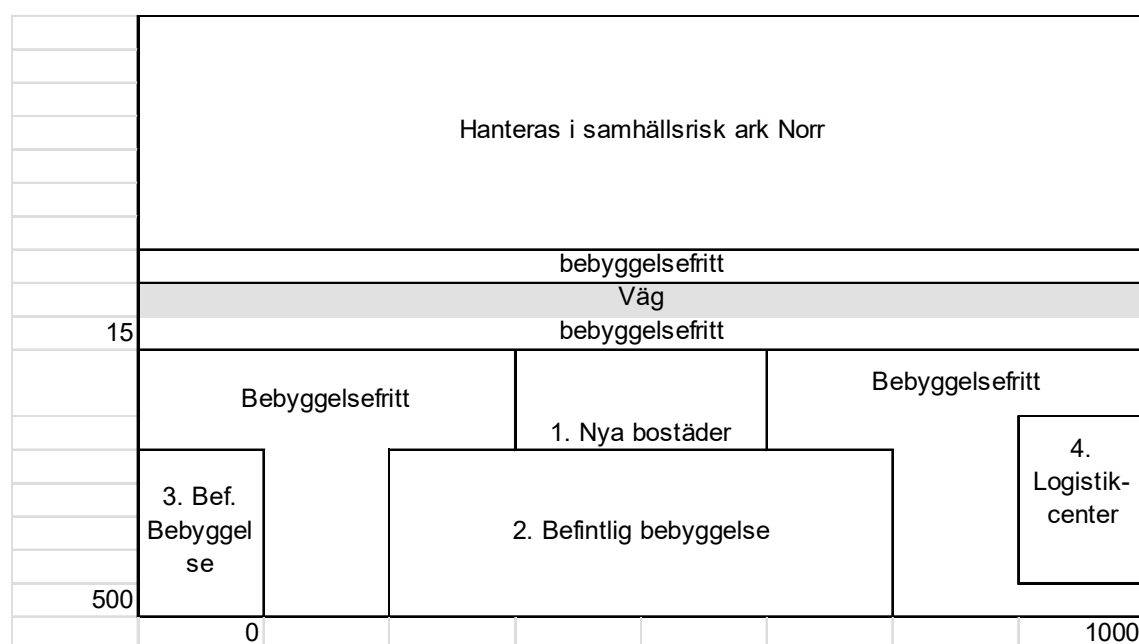 Hanteras i samhällsrisk ark Norr
bebyggelsefritt
Väg
15
bebyggelsefritt
Bebyggelsefritt
Bebyggelsefritt
1. Nya bostäder
4.
Logistik-
center
3. Bef.
Bebyggel
se
2. Befintlig bebyggelse
500
0
1000